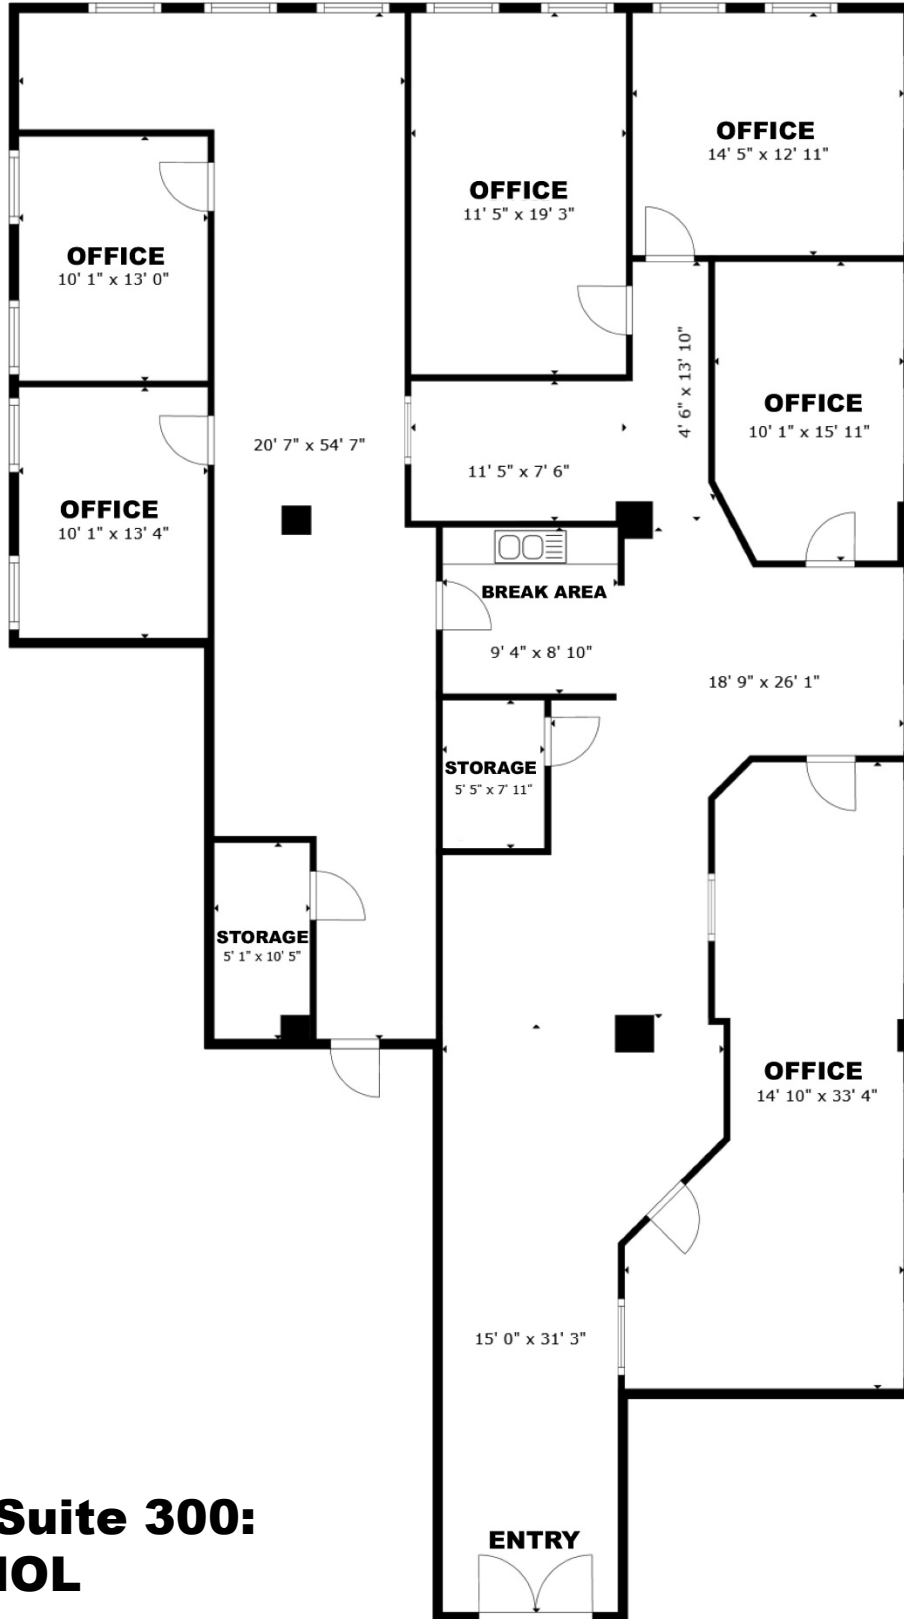 OFFICE
14' 5" x 12' 11"
OFFICE
11' 5" x 19' 3"
OFFICE
10' 1" x 13' 0"
4' 6" x 13' 10"
OFFICE
10' 1" x 15' 11"
20' 7" x 54' 7"
11' 5" x 7' 6"
OFFICE
10' 1" x 13' 4"
BREAK AREA
9' 4" x 8' 10"
18' 9" x 26' 1"
STORAGE
5' 5" x 7' 11"
STORAGE
5' 1" x 10' 5"
OFFICE
14' 10" x 33' 4"
15' 0" x 31' 3"
Suite 300:
ENTRY